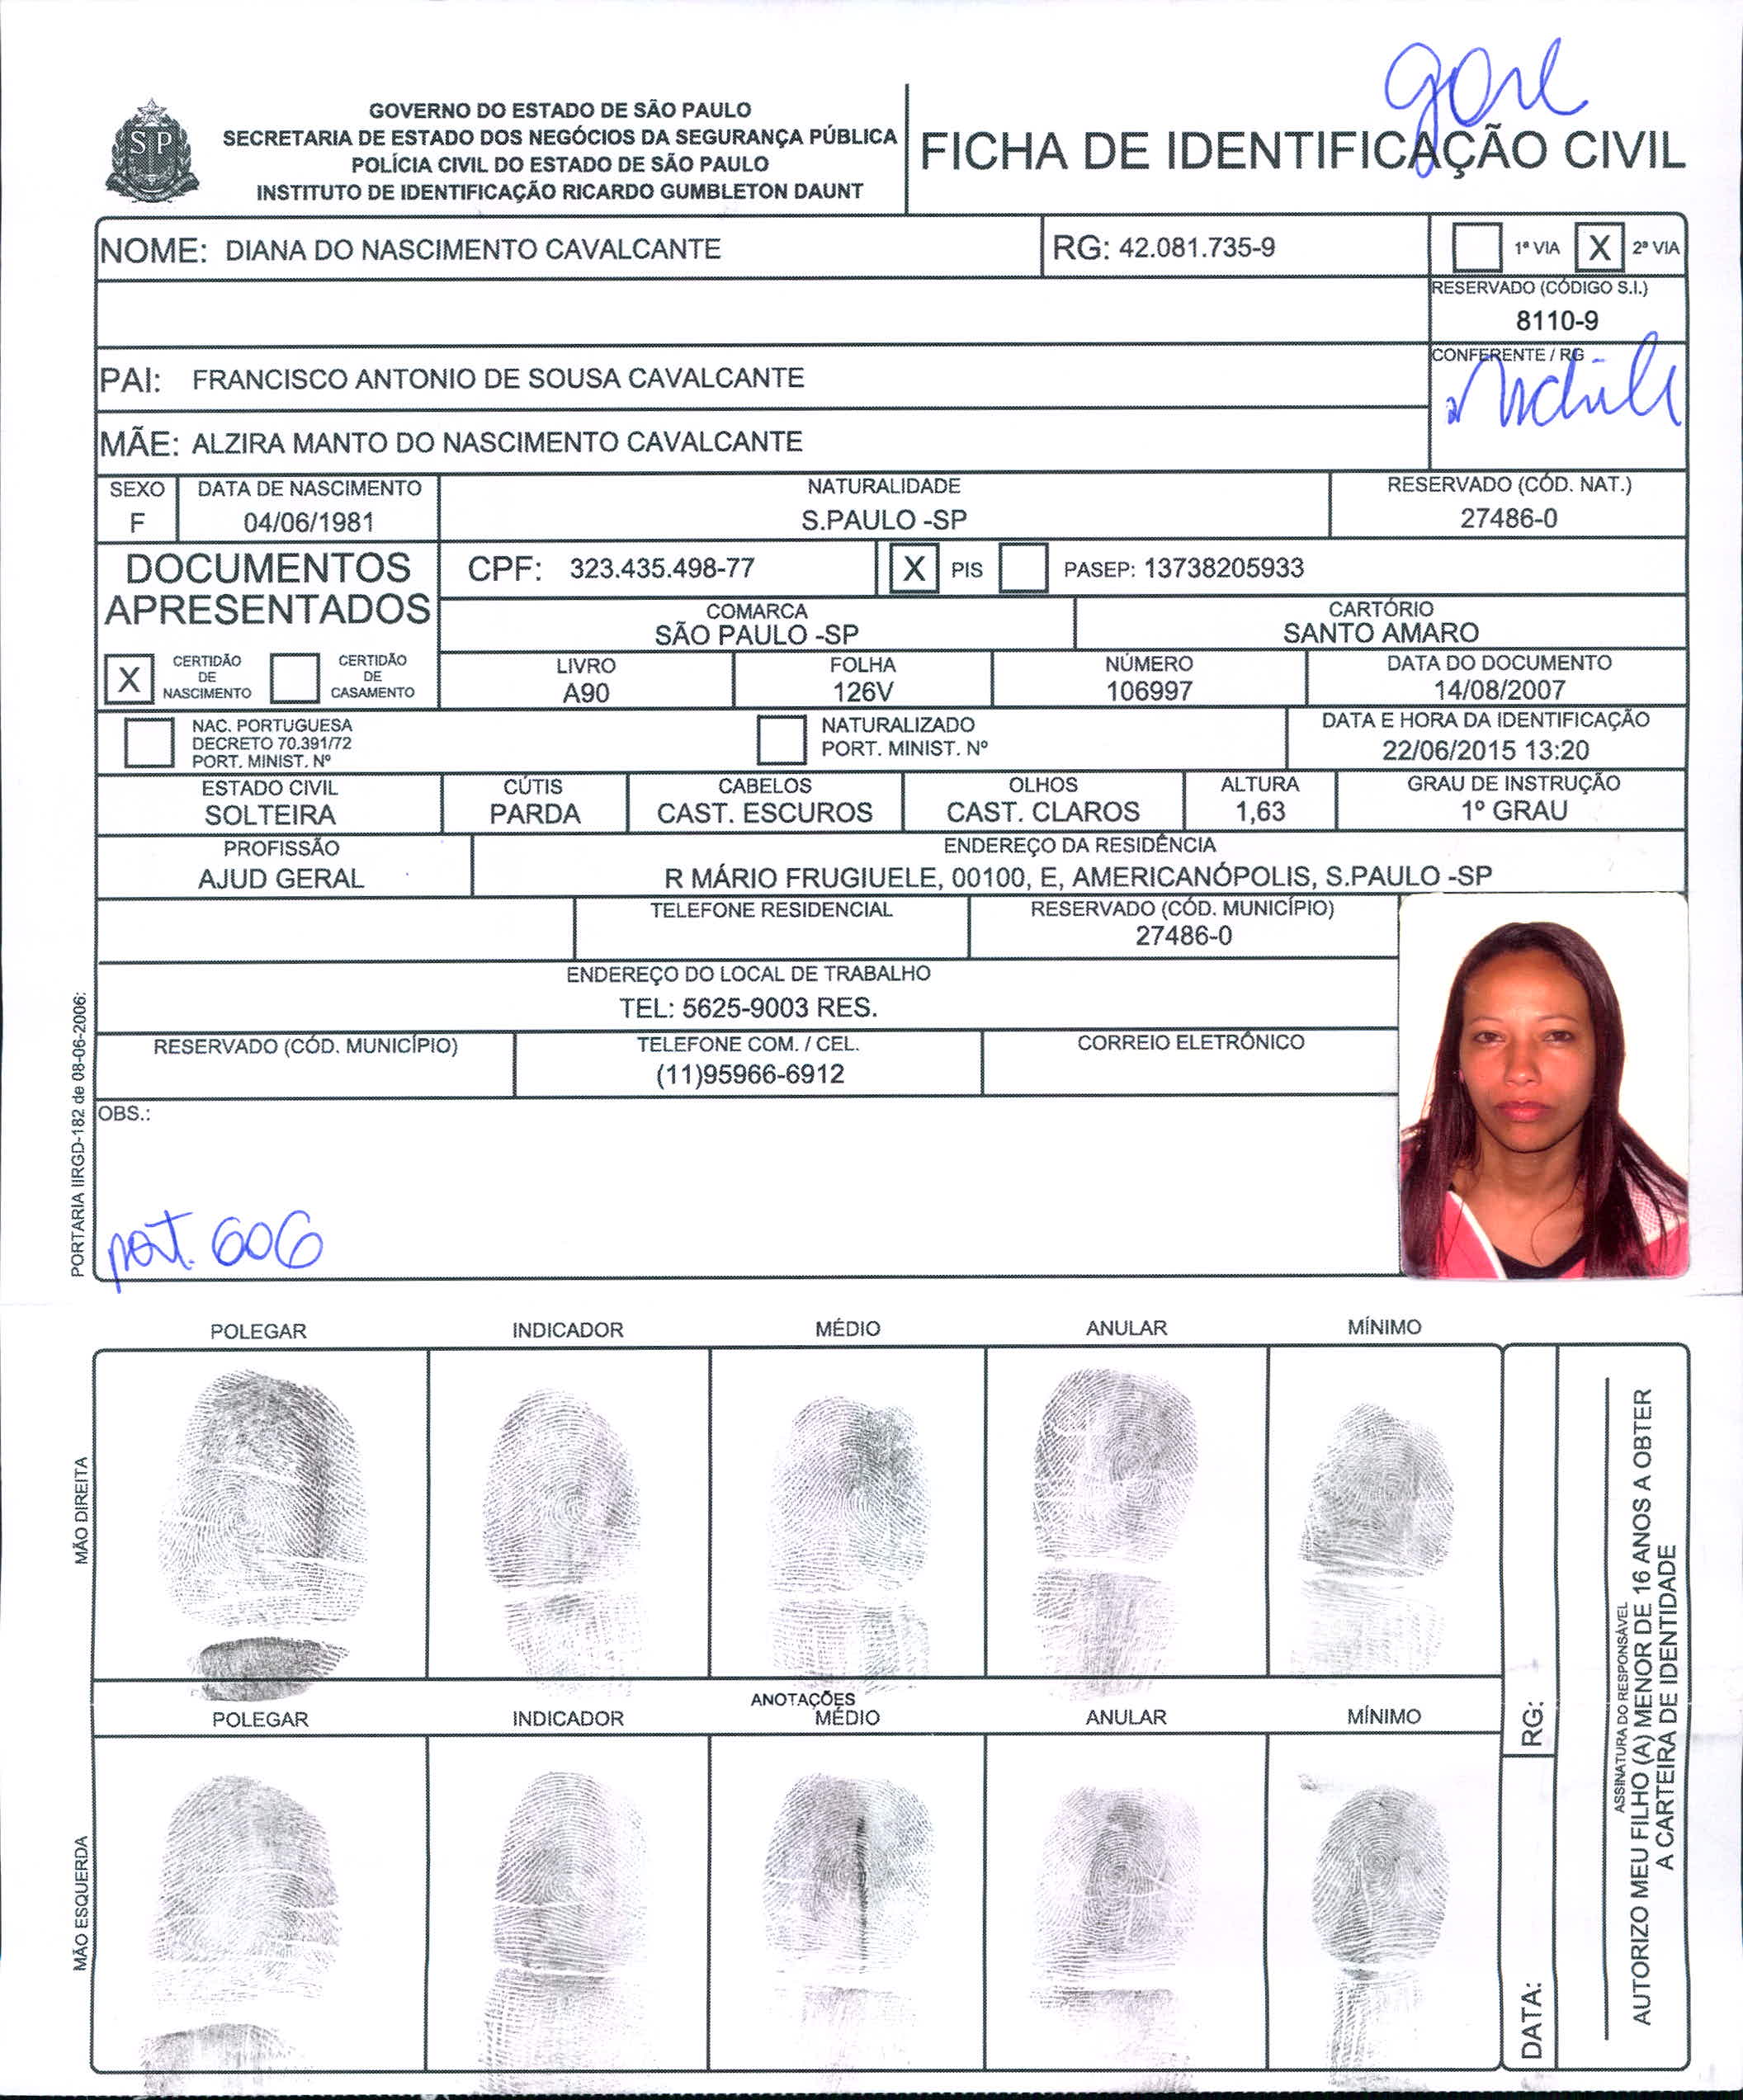 gore
GOVERNO DO ESTADO DE SÃO PAULO
SECRETARIA DE ESTADO DOS NEGÓCIOS DA SEGURANÇA PÚBLICA
POLÍCIA CIVIL DO ESTADO DE SÃO PAULO
INSTITUTO DE IDENTIFICAÇÃO RICARDO GUMBLETON DAUNT
SP
FICHA DE IDENTIFICAÇÃO CIVIL
NOME: DIANA DO NASCIMENTO CAVALCANTE
RG: 42.081.735-9
1ª VIA X 2ª VIA
RESERVADO (CÓDIGO S.I.)
8110-9
CONFERENTE / RG
PAI: FRANCISCO ANTONIO DE SOUSA CAVALCANTE
MÃE: ALZIRA MANTO DO NASCIMENTO CAVALCANTE
SEXO
F
DATA DE NASCIMENTO
04/06/1981
NATURALIDADE
S.PAULO -SP
RESERVADO (CÓD. NAT.)
27486-0
DOCUMENTOS
APRESENTADOS
CPF: 323.435.498-77
X PIS
PASEP: 13738205933
COMARCA
SÃO PAULO -SP
CARTÓRIO
SANTO AMARO
X CERTIDÃO
DE
NASCIMENTO
CERTIDÃO
DE
CASAMENTO
LIVRO
A90
FOLHA
126V
NÚMERO
106997
DATA DO DOCUMENTO
14/08/2007
NAC. PORTUGUESA
DECRETO 70.391/72
PORT. MINIST. Nº
NATURALIZADO
PORT. MINIST. Nº
DATA E HORA DA IDENTIFICAÇÃO
22/06/2015 13:20
ESTADO CIVIL
SOLTEIRA
CÚTIS
PARDA
CABELOS
CAST. ESCUROS
OLHOS
CAST. CLAROS
ALTURA
1,63
GRAU DE INSTRUÇÃO
1º GRAU
PROFISSÃO
AJUD GERAL
ENDEREÇO DA RESIDÊNCIA
R MÁRIO FRUGIUELE, 00100, E, AMERICANÓPOLIS, S.PAULO -SP
TELEFONE RESIDENCIAL
RESERVADO (CÓD. MUNICÍPIO)
27486-0
ENDEREÇO DO LOCAL DE TRABALHO
TEL: 5625-9003 RES.
RESERVADO (CÓD. MUNICÍPIO)
TELEFONE COM. / CEL.
(11)95966-6912
CORREIO ELETRÔNICO
OBS.:
port. 606
PORTARIA IIRGD-182 de 08-06-2006:
POLEGAR INDICADOR MÉDIO ANULAR MÍNIMO
MÃO DIREITA
ANOTAÇÕES
POLEGAR INDICADOR MÉDIO ANULAR MÍNIMO
MÃO ESQUERDA
RG:
DATA:
ASSINATURA DO RESPONSÁVEL
AUTORIZO MEU FILHO (A) MENOR DE 16 ANOS A OBTER
A CARTEIRA DE IDENTIDADE